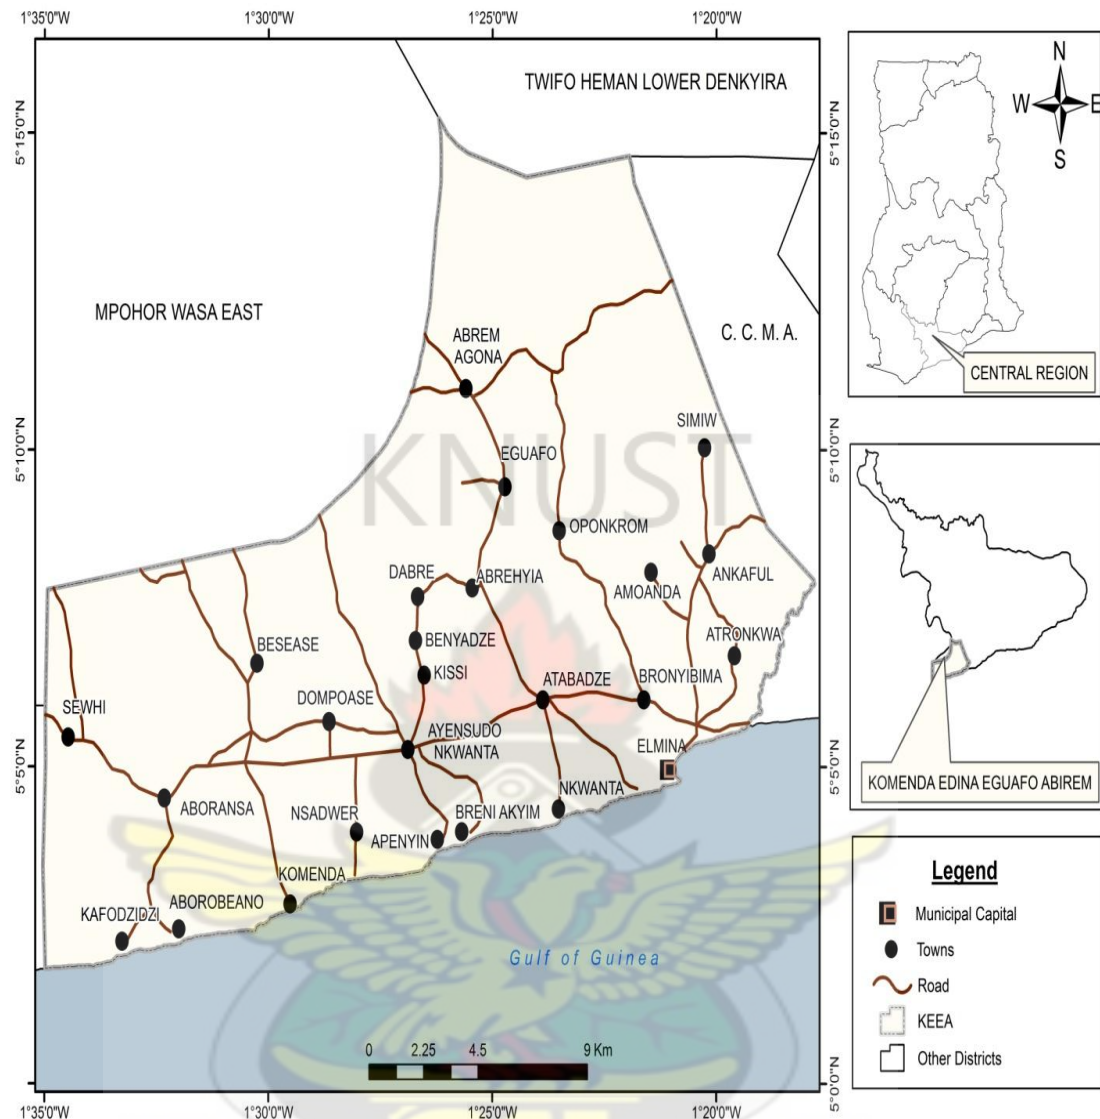 1°35'0"W
1°30'0"W
1°25'0"W
1°20'0"W
TWIFO HEMAN LOWER DENKYIRA
N
W
E
S
5°15'0"N
5°15'0"N
MPOHOR WASA EAST
C. C. M. A.
CENTRAL REGION
ABREM
AGONA
SIMIW
5°10'0"N
5°10'0"N
KNUST
EGUAFO
OPONKROM
ANKAFUL
DABRE
ABREHYIA
AMOANDA
BENYADZE
ATRONKWA
BESEASE
KISSI
ATABADZE
BRONYIBIMA
DOMPOASE
SEWHI
AYENSUDO
NKWANTA
ELMINA
5°5'0"N
5°5'0"N
KOMENDA EDINA EGUAFO ABIREM
NKWANTA
ABORANSA
NSADWER
BRENI AKYIM
APENYIN
KOMENDA
ABOROBEANO
KAFODZIDZI
Gulf of Guinea
Legend
Municipal Capital
Towns
Road
KEEA
Other Districts
0 2.25 4.5 9 Km
5°0'0"N
5°0'0"N
1°35'0"W
1°30'0"W
1°25'0"W
1°20'0"W